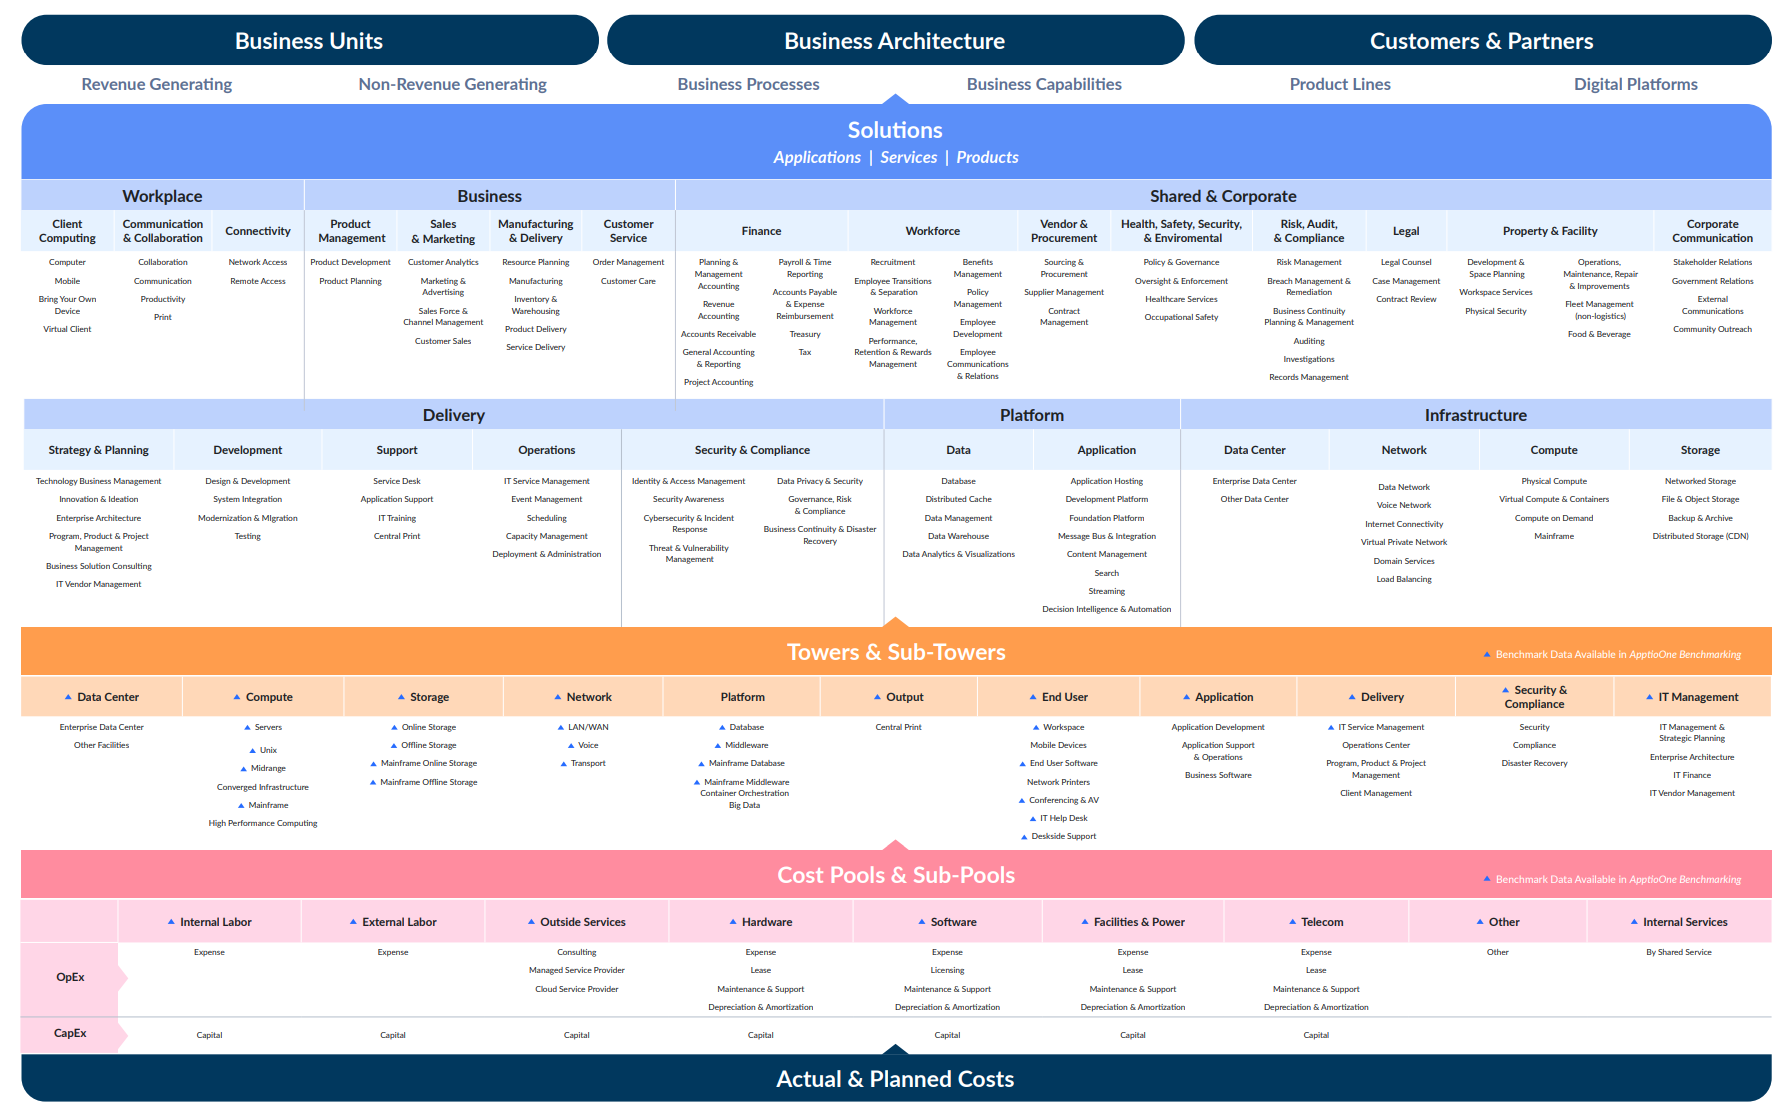 Business Units
Business Architecture
Customers & Partners
Revenue Generating
Non-Revenue Generating
Business Processes
Business Capabilities
Product Lines
Digital Platforms
Solutions
Applications | Services | Products
Workplace
Business
Shared & Corporate
Client
Computing
Communication
& Collaboration
Connectivity
Product
Management
Sales
& Marketing
Manufacturing
& Delivery
Customer
Service
Finance
Workforce
Vendor &
Procurement
Health, Safety, Security,
& Enviromental
Risk, Audit,
& Compliance
Legal
Property & Facility
Corporate
Communication
Computer
Mobile
Bring Your Own
Device
Virtual Client
Collaboration
Communication
Productivity
Print
Network Access
Remote Access
Product Development
Product Planning
Customer Analytics
Marketing &
Advertising
Sales Force &
Channel Management
Customer Sales
Resource Planning
Manufacturing
Inventory &
Warehousing
Product Delivery
Service Delivery
Order Management
Customer Care
Planning &
Management
Accounting
Revenue
Accounting
Accounts Receivable
General Accounting
& Reporting
Project Accounting
Payroll & Time
Reporting
Accounts Payable
& Expense
Reimbursement
Treasury
Tax
Recruitment
Employee Transitions
& Separation
Workforce
Management
Performance,
Retention & Rewards
Management
Benefits
Management
Policy
Management
Employee
Development
Employee
Communications
& Relations
Sourcing &
Procurement
Supplier Management
Contract
Management
Policy & Governance
Oversight & Enforcement
Healthcare Services
Occupational Safety
Risk Management
Breach Management &
Remediation
Business Continuity
Planning & Management
Auditing
Investigations
Records Management
Legal Counsel
Case Management
Contract Review
Development &
Space Planning
Workspace Services
Physical Security
Operations,
Maintenance, Repair
& Improvements
Fleet Management
(non-logistics)
Food & Beverage
Stakeholder Relations
Government Relations
External
Communications
Community Outreach
Delivery
Platform
Infrastructure
Strategy & Planning
Development
Support
Operations
Security & Compliance
Data
Application
Data Center
Network
Compute
Storage
Technology Business Management
Innovation & Ideation
Enterprise Architecture
Program, Product & Project
Management
Business Solution Consulting
IT Vendor Management
Design & Development
System Integration
Modernization & MIgration
Testing
Service Desk
Application Support
IT Training
Central Print
IT Service Management
Event Management
Scheduling
Capacity Management
Deployment & Administration
Identity & Access Management
Security Awareness
Cybersecurity & Incident
Response
Threat & Vulnerability
Management
Data Privacy & Security
Governance, Risk
& Compliance
Business Continuity & Disaster
Recovery
Database
Distributed Cache
Data Management
Data Warehouse
Data Analytics & Visualizations
Application Hosting
Development Platform
Foundation Platform
Message Bus & Integration
Content Management
Search
Streaming
Decision Intelligence & Automation
Enterprise Data Center
Other Data Center
Data Network
Voice Network
Internet Connectivity
Virtual Private Network
Domain Services
Load Balancing
Physical Compute
Virtual Compute & Containers
Compute on Demand
Mainframe
Networked Storage
File & Object Storage
Backup & Archive
Distributed Storage (CDN)
Towers & Sub-Towers
▲ Benchmark Data Available in ApptioOne Benchmarking
▲ Data Center
▲ Compute
▲ Storage
▲ Network
Platform
▲ Output
▲ End User
▲ Application
▲ Delivery
▲ Security &
Compliance
▲ IT Management
Enterprise Data Center
Other Facilities
▲ Servers
▲ Unix
▲ Midrange
Converged Infrastructure
▲ Mainframe
High Performance Computing
▲ Online Storage
▲ Offline Storage
▲ Mainframe Online Storage
▲ Mainframe Offline Storage
▲ LAN/WAN
▲ Voice
▲ Transport
▲ Database
▲ Middleware
▲ Mainframe Database
▲ Mainframe Middleware
Container Orchestration
Big Data
Central Print
▲ Workspace
Mobile Devices
▲ End User Software
Network Printers
▲ Conferencing & AV
▲ IT Help Desk
▲ Deskside Support
Application Development
Application Support
& Operations
Business Software
▲ IT Service Management
Operations Center
Program, Product & Project
Management
Client Management
Security
Compliance
Disaster Recovery
IT Management &
Strategic Planning
Enterprise Architecture
IT Finance
IT Vendor Management
Cost Pools & Sub-Pools
▲ Benchmark Data Available in ApptioOne Benchmarking
▲ Internal Labor
▲ External Labor
▲ Outside Services
▲ Hardware
▲ Software
▲ Facilities & Power
▲ Telecom
▲ Other
▲ Internal Services
OpEx
Expense
Expense
Consulting
Managed Service Provider
Cloud Service Provider
Expense
Lease
Maintenance & Support
Depreciation & Amortization
Expense
Licensing
Maintenance & Support
Depreciation & Amortization
Expense
Lease
Maintenance & Support
Depreciation & Amortization
Expense
Lease
Maintenance & Support
Depreciation & Amortization
Other
By Shared Service
CapEx
Capital
Capital
Capital
Capital
Capital
Capital
Capital
Actual & Planned Costs